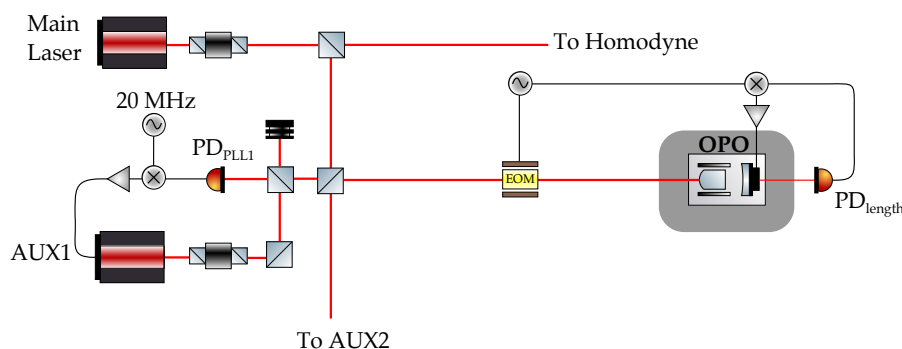 Main
Laser
To Homodyne
20 MHz
PD_PLL1
OPO
EOM
PD_length
AUX1
To AUX2